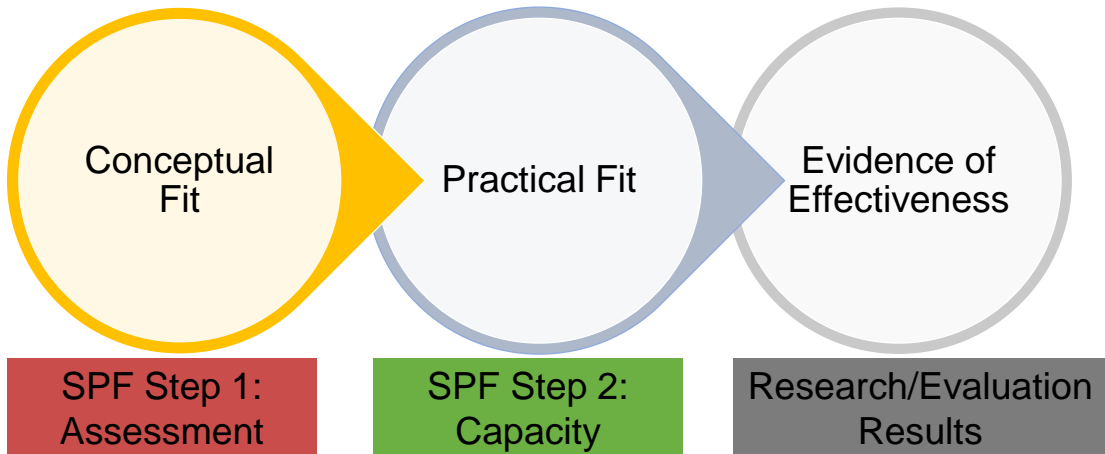 Conceptual
Fit
Practical Fit
Evidence of
Effectiveness
SPF Step 1:
Assessment
SPF Step 2:
Capacity
Research/Evaluation
Results